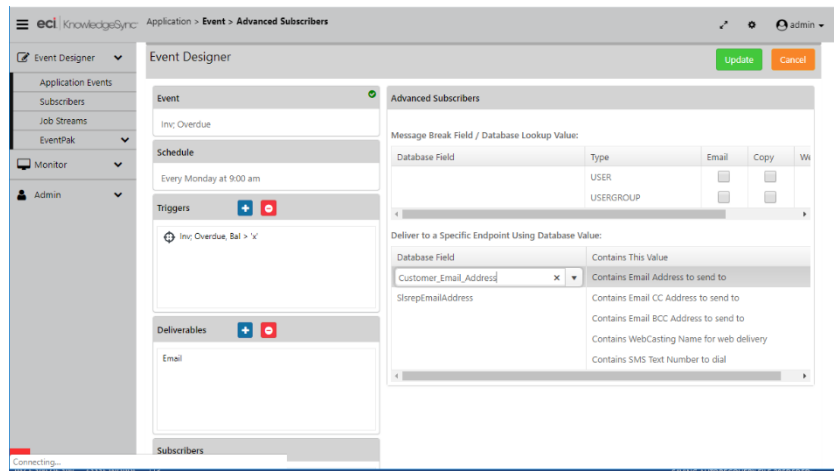 eci KnowledgeSync
Application > Event > Advanced Subscribers
admin
Event Designer
Application Events
Subscribers
Job Streams
EventPak
Monitor
Admin
Event Designer
Update
Cancel
Event
Inv; Overdue
Schedule
Every Monday at 9:00 am
Triggers
Inv; Overdue, Bal > 'x'
Deliverables
Email
Subscribers
Advanced Subscribers
Message Break Field / Database Lookup Value:
Database Field Type Email Copy We
USER
USERGROUP
Deliver to a Specific Endpoint Using Database Value:
Database Field Contains This Value
Customer_Email_Address Contains Email Address to send to
SlsrepEmailAddress Contains Email CC Address to send to
Contains Email BCC Address to send to
Contains WebCasting Name for web delivery
Contains SMS Text Number to dial
Connecting...